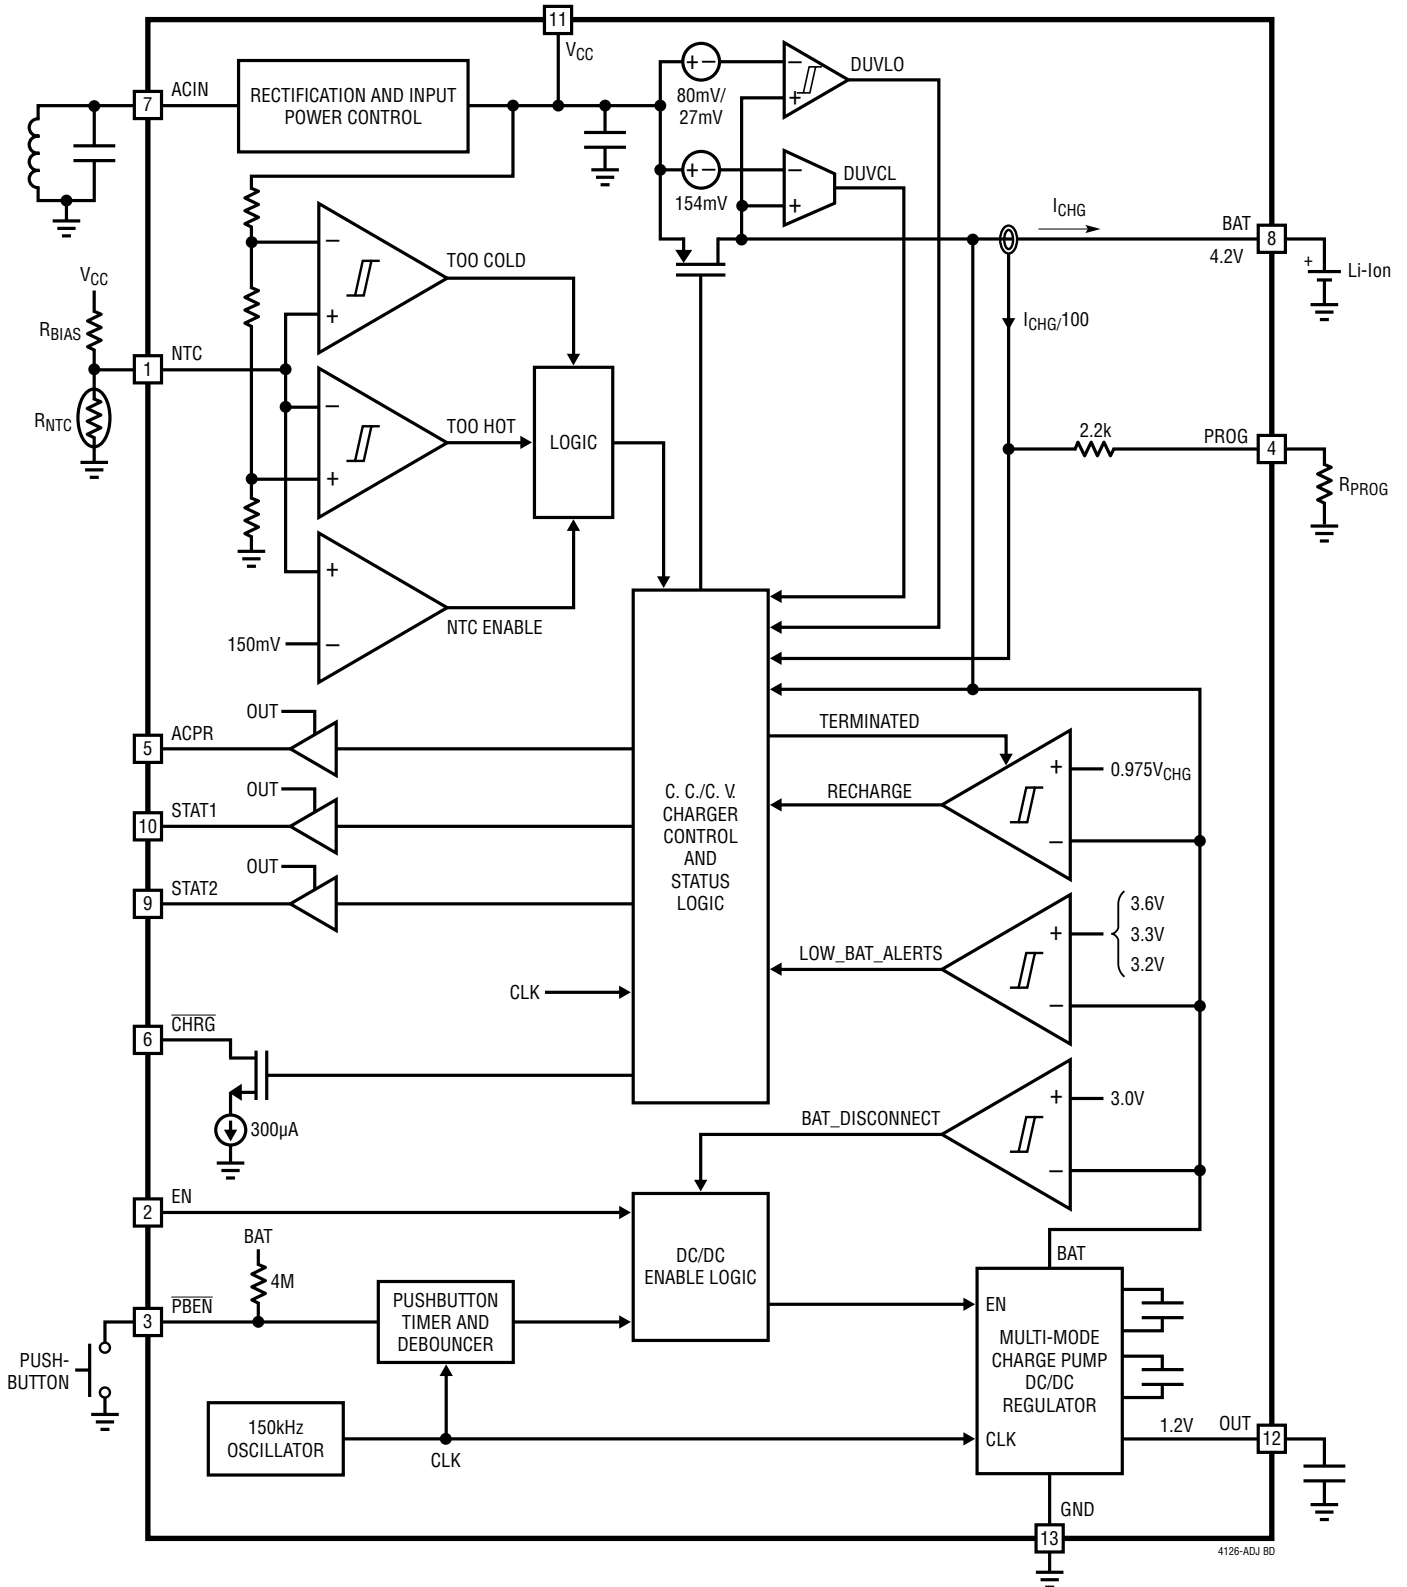 11
VCC
7
ACIN
RECTIFICATION AND INPUT
POWER CONTROL
+ −
80mV/
27mV
−
+
DUVLO
+ −
154mV
−
+
DUVCL
ICHG
BAT
8
4.2V
+
Li-Ion
ICHG/100
VCC
RBIAS
1
NTC
RNTC
−
+
TOO COLD
−
+
TOO HOT
LOGIC
+
−
150mV
NTC ENABLE
2.2k
PROG
4
RPROG
OUT
5
ACPR
OUT
10
STAT1
OUT
9
STAT2
C. C./C. V.
CHARGER
CONTROL
AND
STATUS
LOGIC
TERMINATED
RECHARGE
+
−
0.975VCHG
LOW_BAT_ALERTS
+
−
3.6V
3.3V
3.2V
CLK
6
CHRG
300µA
BAT_DISCONNECT
+
−
3.0V
2
EN
BAT
4M
3
PBEN
PUSH-
BUTTON
PUSHBUTTON
TIMER AND
DEBOUNCER
DC/DC
ENABLE LOGIC
BAT
EN
MULTI-MODE
CHARGE PUMP
DC/DC
REGULATOR
CLK
150kHz
OSCILLATOR
CLK
1.2V
OUT
12
GND
13
4126-ADJ BD